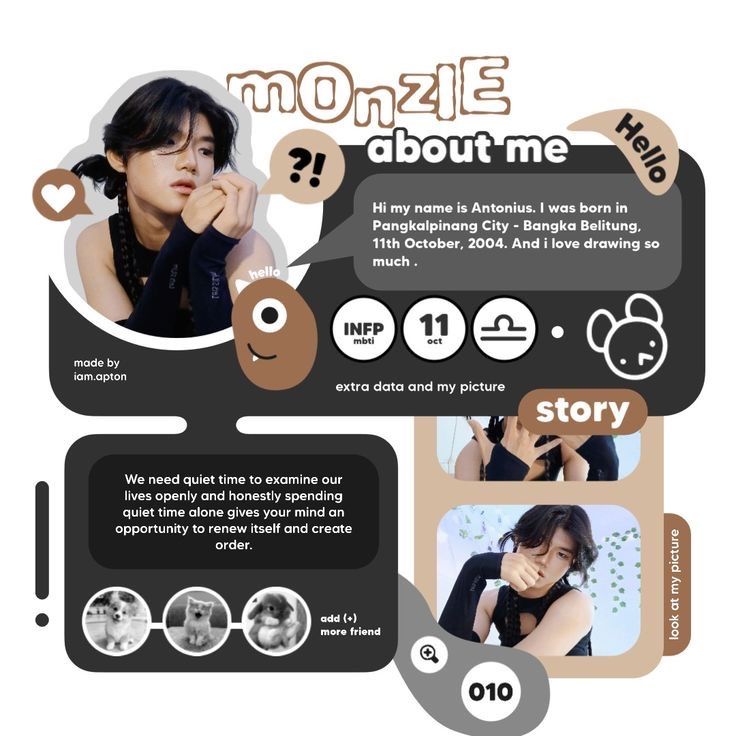 monzIE
about me
Hello
?!
Hi my name is Antonius. I was born in
Pangkalpinang City - Bangka Belitung,
11th October, 2004. And i love drawing so
much .
hello
INFP
mbti
11
oct
made by
iam.apton
extra data and my picture
story
We need quiet time to examine our
lives openly and honestly spending
quiet time alone gives your mind an
opportunity to renew itself and create
order.
add (+)
more friend
look at my picture
010